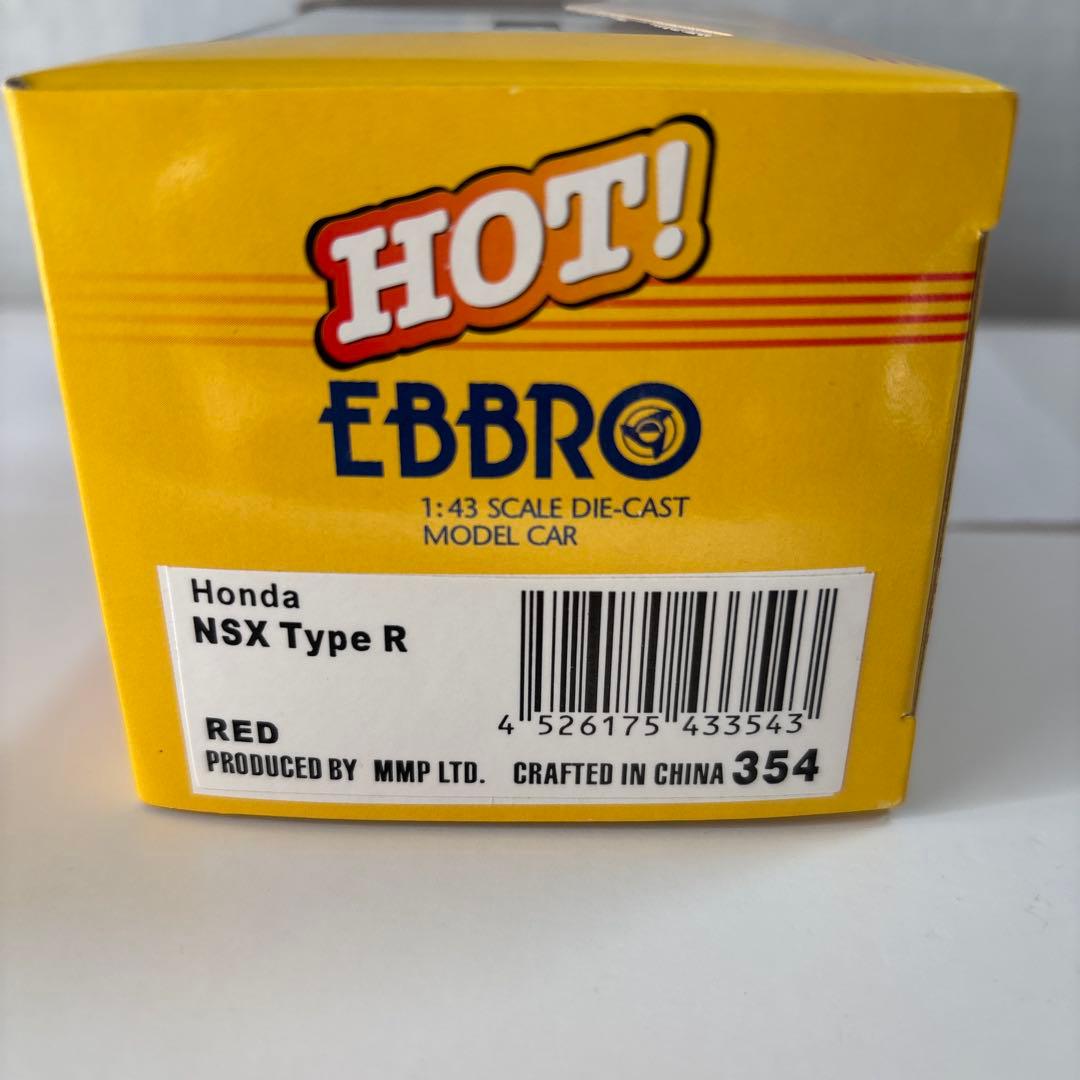 HOT!
EBBRO
1:43 SCALE DIE-CAST
MODEL CAR
Honda
NSX Type R
4 526175 433543
RED
PRODUCED BY MMP LTD. CRAFTED IN CHINA 354